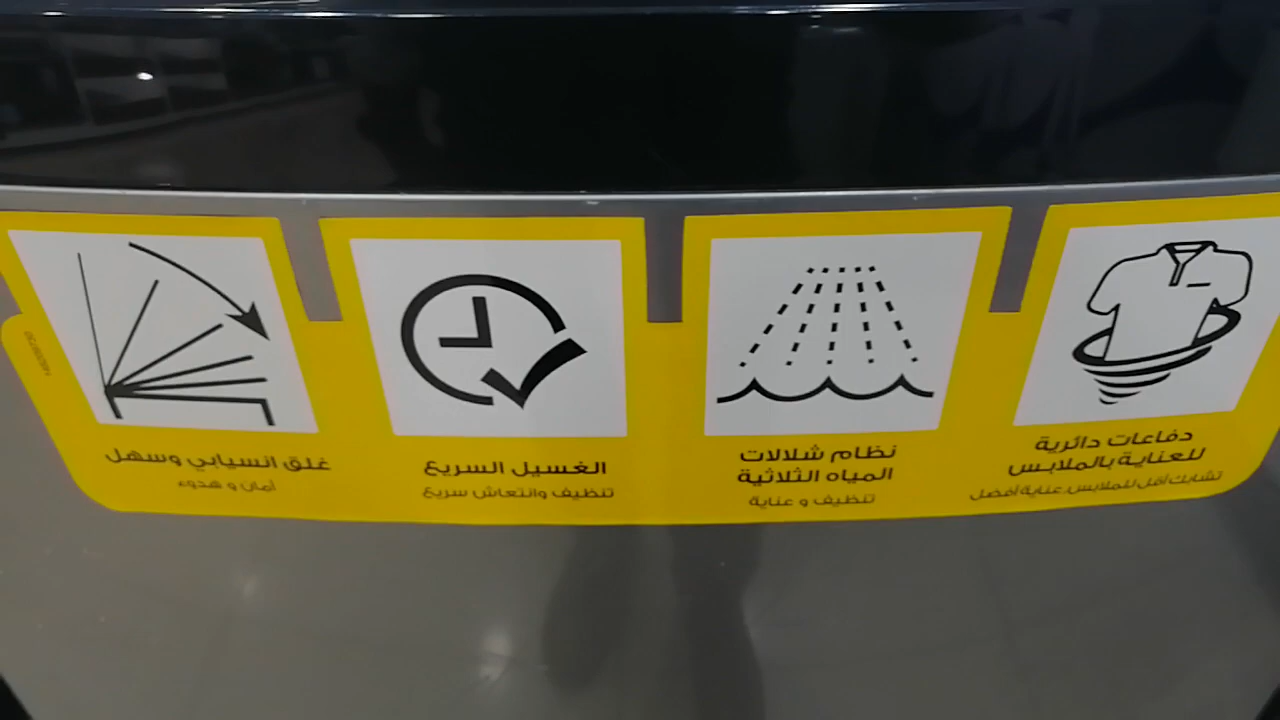 دفاعات دائرية
للعناية بالملابس
تشابك أقل للملابس، عناية أفضل
نظام شلالات
المياه الثلاثية
تنظيف و عناية
الغسيل السريع
تنظيف وانتعاش سريع
غلق انسيابي وسهل
أمان و هدوء